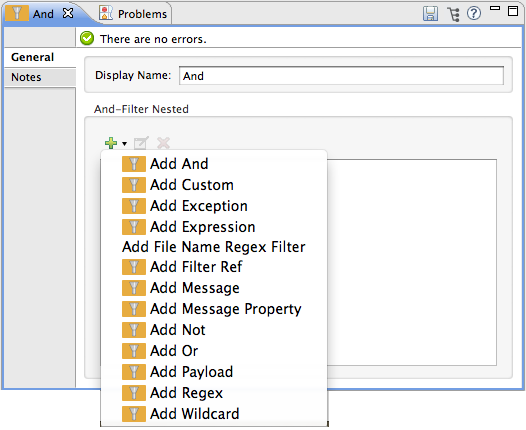 And Problems
There are no errors.
General
Notes
Display Name: And
And-Filter Nested
Add And
Add Custom
Add Exception
Add Expression
Add File Name Regex Filter
Add Filter Ref
Add Message
Add Message Property
Add Not
Add Or
Add Payload
Add Regex
Add Wildcard